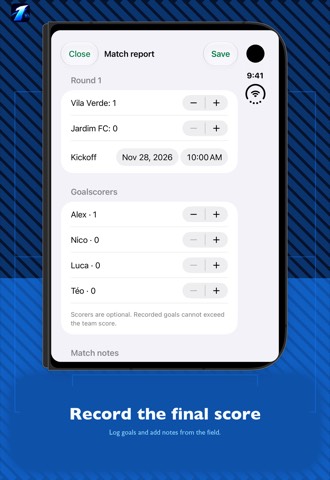 Close
Match report
Save
9:41
Round 1
Vila Verde: 1
Jardim FC: 0
Kickoff
Nov 28, 2026
10:00 AM
Goalscorers
Alex · 1
Nico · 0
Luca · 0
Téo · 0
Scorers are optional. Recorded goals cannot exceed
the team score.
Match notes
Record the final score
Log goals and add notes from the field.